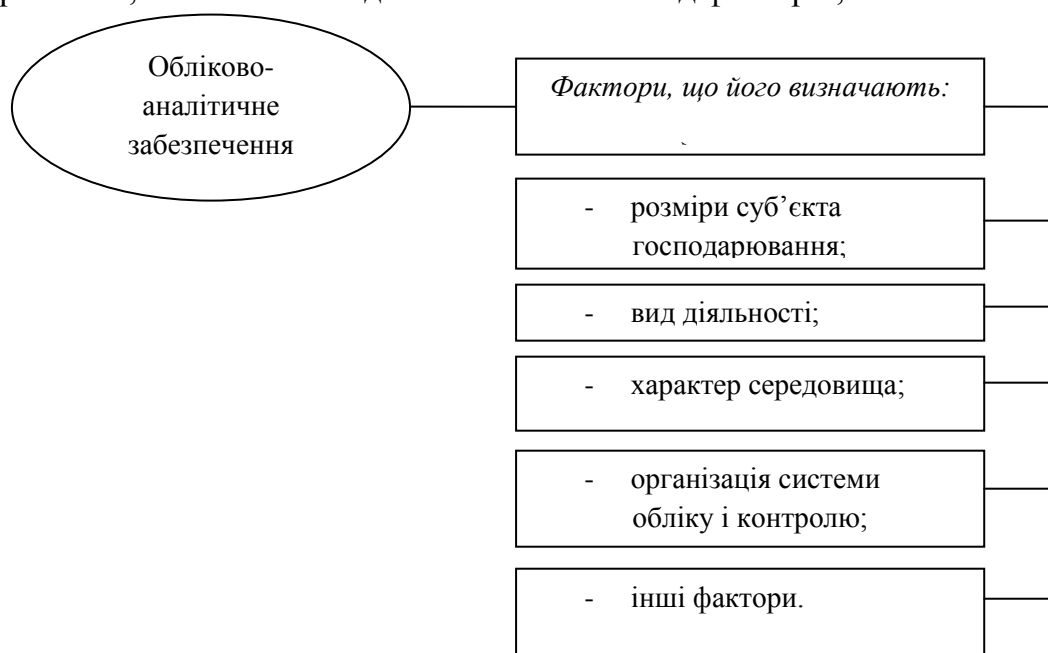 Обліково-
аналітичне
забезпечення
Фактори, що його визначають:
- розміри суб’єкта
господарювання;
- вид діяльності;
- характер середовища;
- організація системи
обліку і контролю;
- інші фактори.